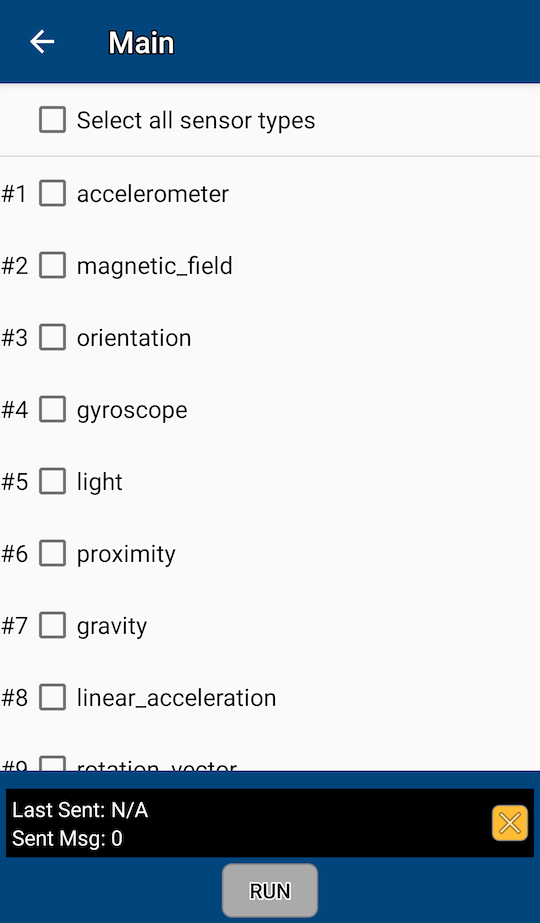 Main
Select all sensor types
#1 accelerometer
#2 magnetic_field
#3 orientation
#4 gyroscope
#5 light
#6 proximity
#7 gravity
#8 linear_acceleration
#9 rotation_vector
Last Sent: N/A
Sent Msg: 0
RUN